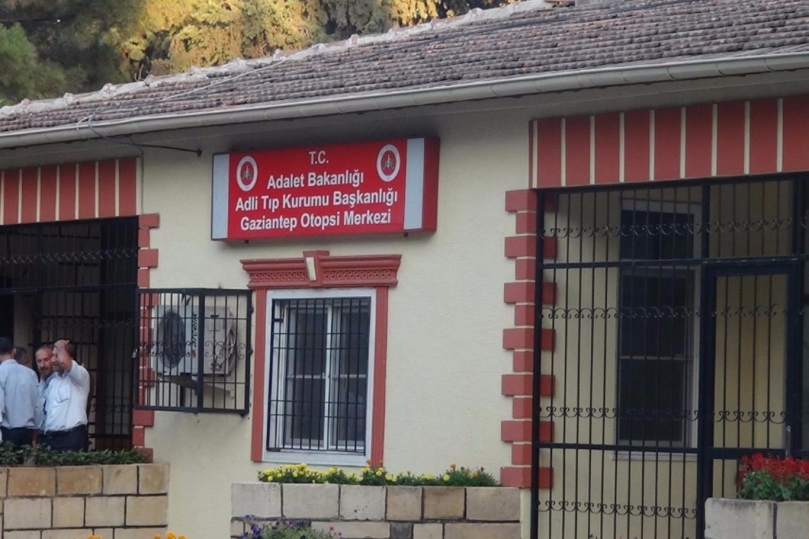 T.C.
Adalet Bakanlığı
Adli Tıp Kurumu Başkanlığı
Gaziantep Otopsi Merkezi